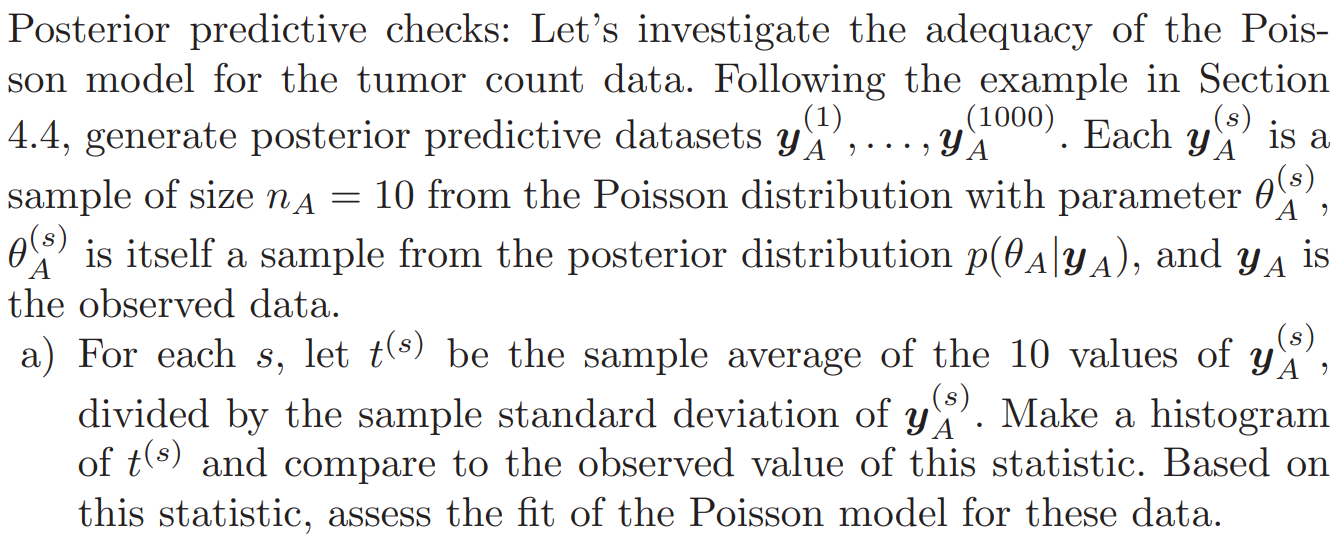 Posterior predictive checks: Let's investigate the adequacy of the Pois-
son model for the tumor count data. Following the example in Section
4.4, generate posterior predictive datasets $\boldsymbol{y}_A^{(1)}, \ldots, \boldsymbol{y}_A^{(1000)}$. Each $\boldsymbol{y}_A^{(s)}$ is a
sample of size $n_A = 10$ from the Poisson distribution with parameter $\theta_A^{(s)}$,
$\theta_A^{(s)}$ is itself a sample from the posterior distribution $p(\theta_A|\boldsymbol{y}_A)$, and $\boldsymbol{y}_A$ is
the observed data.
a) For each $s$, let $t^{(s)}$ be the sample average of the 10 values of $\boldsymbol{y}_A^{(s)}$,
divided by the sample standard deviation of $\boldsymbol{y}_A^{(s)}$. Make a histogram
of $t^{(s)}$ and compare to the observed value of this statistic. Based on
this statistic, assess the fit of the Poisson model for these data.